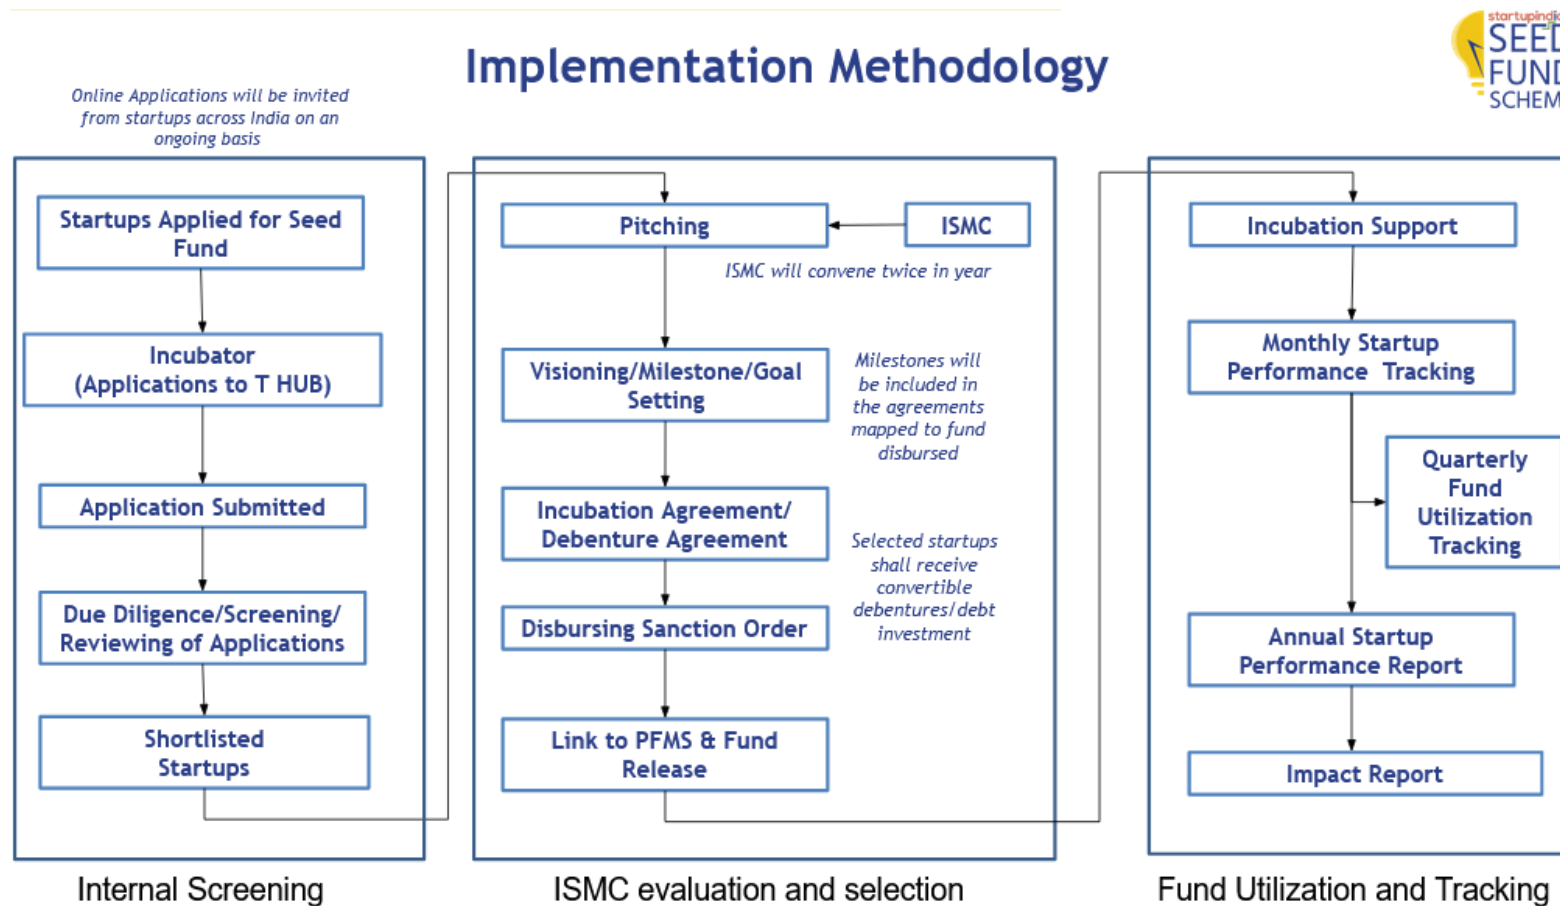 Implementation Methodology
startupindia
SEED
FUND
SCHEM
Online Applications will be invited
from startups across India on an
ongoing basis
Startups Applied for Seed
Fund
Incubator
(Applications to T HUB)
Application Submitted
Due Diligence/Screening/
Reviewing of Applications
Shortlisted
Startups
Internal Screening
Pitching
ISMC
ISMC will convene twice in year
Visioning/Milestone/Goal
Setting
Milestones will
be included in
the agreements
mapped to fund
disbursed
Incubation Agreement/
Debenture Agreement
Selected startups
shall receive
convertible
debentures/debt
investment
Disbursing Sanction Order
Link to PFMS & Fund
Release
ISMC evaluation and selection
Incubation Support
Monthly Startup
Performance Tracking
Quarterly
Fund
Utilization
Tracking
Annual Startup
Performance Report
Impact Report
Fund Utilization and Tracking